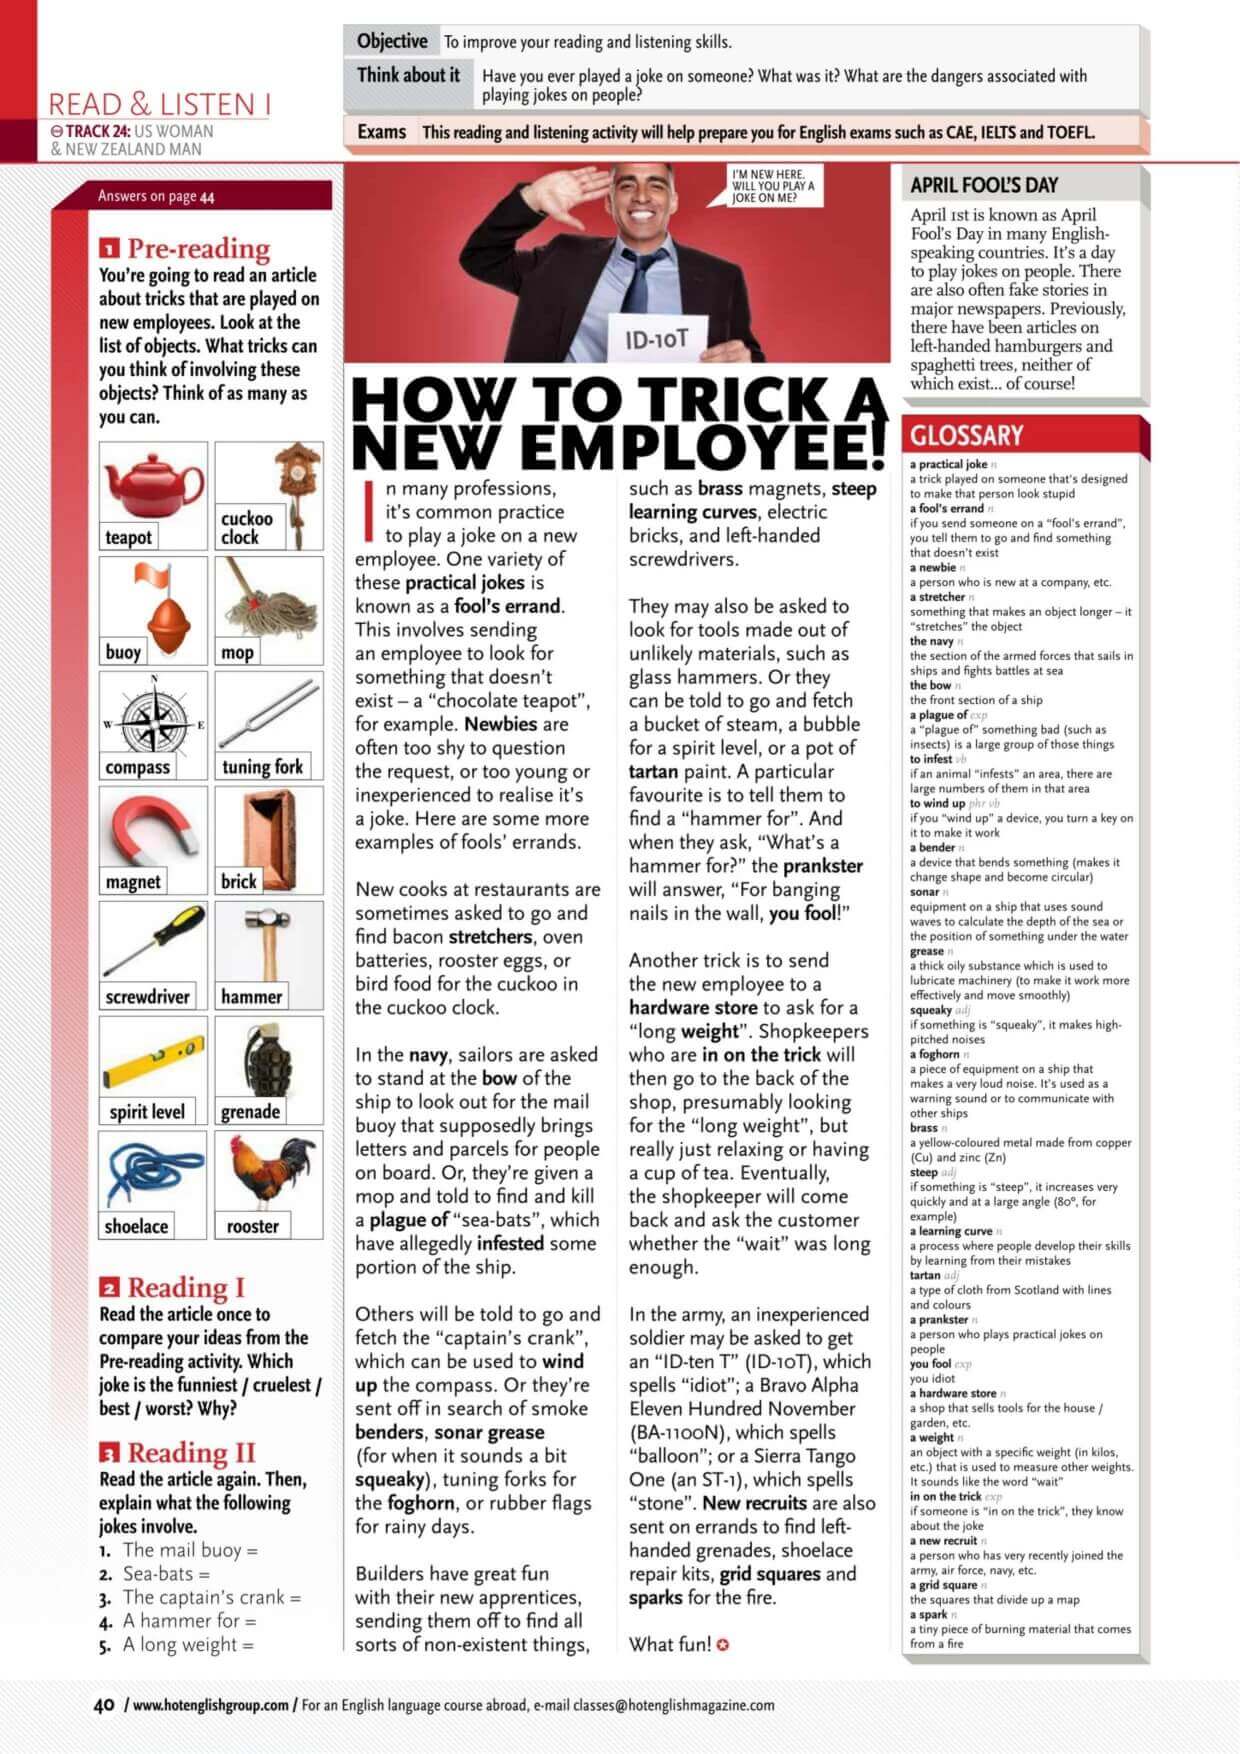 Objective To improve your reading and listening skills.
Think about it Have you ever played a joke on someone? What was it? What are the dangers associated with
playing jokes on people?
Exams This reading and listening activity will help prepare you for English exams such as CAE, IELTS and TOEFL.
READ & LISTEN I
TRACK 24: US WOMAN
& NEW ZEALAND MAN
Answers on page 44
1 Pre-reading
You're going to read an article
about tricks that are played on
new employees. Look at the
list of objects. What tricks can
you think of involving these
objects? Think of as many as
you can.
teapot
cuckoo
clock
buoy
mop
N
W
E
compass
tuning fork
magnet
brick
screwdriver
hammer
spirit level
grenade
shoelace
rooster
2 Reading I
Read the article once to
compare your ideas from the
Pre-reading activity. Which
joke is the funniest / cruelest /
best / worst? Why?
3 Reading II
Read the article again. Then,
explain what the following
jokes involve.
1. The mail buoy =
2. Sea-bats =
3. The captain's crank =
4. A hammer for =
5. A long weight =
I'M NEW HERE.
WILL YOU PLAY A
JOKE ON ME?
ID-10T
HOW TO TRICK A
NEW EMPLOYEE!
In many professions,
it's common practice
to play a joke on a new
employee. One variety of
these practical jokes is
known as a fool's errand.
This involves sending
an employee to look for
something that doesn't
exist – a "chocolate teapot",
for example. Newbies are
often too shy to question
the request, or too young or
inexperienced to realise it's
a joke. Here are some more
examples of fools' errands.
New cooks at restaurants are
sometimes asked to go and
find bacon stretchers, oven
batteries, rooster eggs, or
bird food for the cuckoo in
the cuckoo clock.
In the navy, sailors are asked
to stand at the bow of the
ship to look out for the mail
buoy that supposedly brings
letters and parcels for people
on board. Or, they're given a
mop and told to find and kill
a plague of "sea-bats", which
have allegedly infested some
portion of the ship.
Others will be told to go and
fetch the "captain's crank",
which can be used to wind
up the compass. Or they're
sent off in search of smoke
benders, sonar grease
(for when it sounds a bit
squeaky), tuning forks for
the foghorn, or rubber flags
for rainy days.
Builders have great fun
with their new apprentices,
sending them off to find all
sorts of non-existent things,
such as brass magnets, steep
learning curves, electric
bricks, and left-handed
screwdrivers.
They may also be asked to
look for tools made out of
unlikely materials, such as
glass hammers. Or they
can be told to go and fetch
a bucket of steam, a bubble
for a spirit level, or a pot of
tartan paint. A particular
favourite is to tell them to
find a "hammer for". And
when they ask, "What's a
hammer for?" the prankster
will answer, "For banging
nails in the wall, you fool!"
Another trick is to send
the new employee to a
hardware store to ask for a
"long weight". Shopkeepers
who are in on the trick will
then go to the back of the
shop, presumably looking
for the "long weight", but
really just relaxing or having
a cup of tea. Eventually,
the shopkeeper will come
back and ask the customer
whether the "wait" was long
enough.
In the army, an inexperienced
soldier may be asked to get
an "ID-ten T" (ID-10T), which
spells "idiot"; a Bravo Alpha
Eleven Hundred November
(BA-1100N), which spells
"balloon"; or a Sierra Tango
One (an ST-1), which spells
"stone". New recruits are also
sent on errands to find left-
handed grenades, shoelace
repair kits, grid squares and
sparks for the fire.
What fun!
APRIL FOOL'S DAY
April 1st is known as April
Fool's Day in many English-
speaking countries. It's a day
to play jokes on people. There
are also often fake stories in
major newspapers. Previously,
there have been articles on
left-handed hamburgers and
spaghetti trees, neither of
which exist... of course!
GLOSSARY
a practical joke n
a trick played on someone that's designed
to make that person look stupid
a fool's errand n
if you send someone on a "fool's errand",
you tell them to go and find something
that doesn't exist
a newbie n
a person who is new at a company, etc.
a stretcher n
something that makes an object longer – it
"stretches" the object
the navy n
the section of the armed forces that sails in
ships and fights battles at sea
the bow n
the front section of a ship
a plague of exp
a "plague of" something bad (such as
insects) is a large group of those things
to infest vb
if an animal "infests" an area, there are
large numbers of them in that area
to wind up phr vb
if you "wind up" a device, you turn a key on
it to make it work
a bender n
a device that bends something (makes it
change shape and become circular)
sonar n
equipment on a ship that uses sound
waves to calculate the depth of the sea or
the position of something under the water
grease n
a thick oily substance which is used to
lubricate machinery (to make it work more
effectively and move smoothly)
squeaky adj
if something is "squeaky", it makes high-
pitched noises
a foghorn n
a piece of equipment on a ship that
makes a very loud noise. It's used as a
warning sound or to communicate with
other ships
brass n
a yellow-coloured metal made from copper
(Cu) and zinc (Zn)
steep adj
if something is "steep", it increases very
quickly and at a large angle (80º, for
example)
a learning curve n
a process where people develop their skills
by learning from their mistakes
tartan adj
a type of cloth from Scotland with lines
and colours
a prankster n
a person who plays practical jokes on
people
you fool exp
you idiot
a hardware store n
a shop that sells tools for the house /
garden, etc.
a weight n
an object with a specific weight (in kilos,
etc.) that is used to measure other weights.
It sounds like the word "wait"
in on the trick exp
if someone is "in on the trick", they know
about the joke
a new recruit n
a person who has very recently joined the
army, air force, navy, etc.
a grid square n
the squares that divide up a map
a spark n
a tiny piece of burning material that comes
from a fire
40 / www.hotenglishgroup.com / For an English language course abroad, e-mail classes@hotenglishmagazine.com